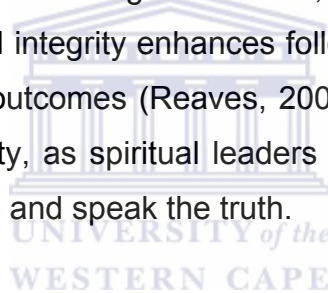 l integrity enhances follo
outcomes (Reaves, 200
ty, as spiritual leaders
and speak the truth.
UNIVERSITY of the
WESTERN CAPE